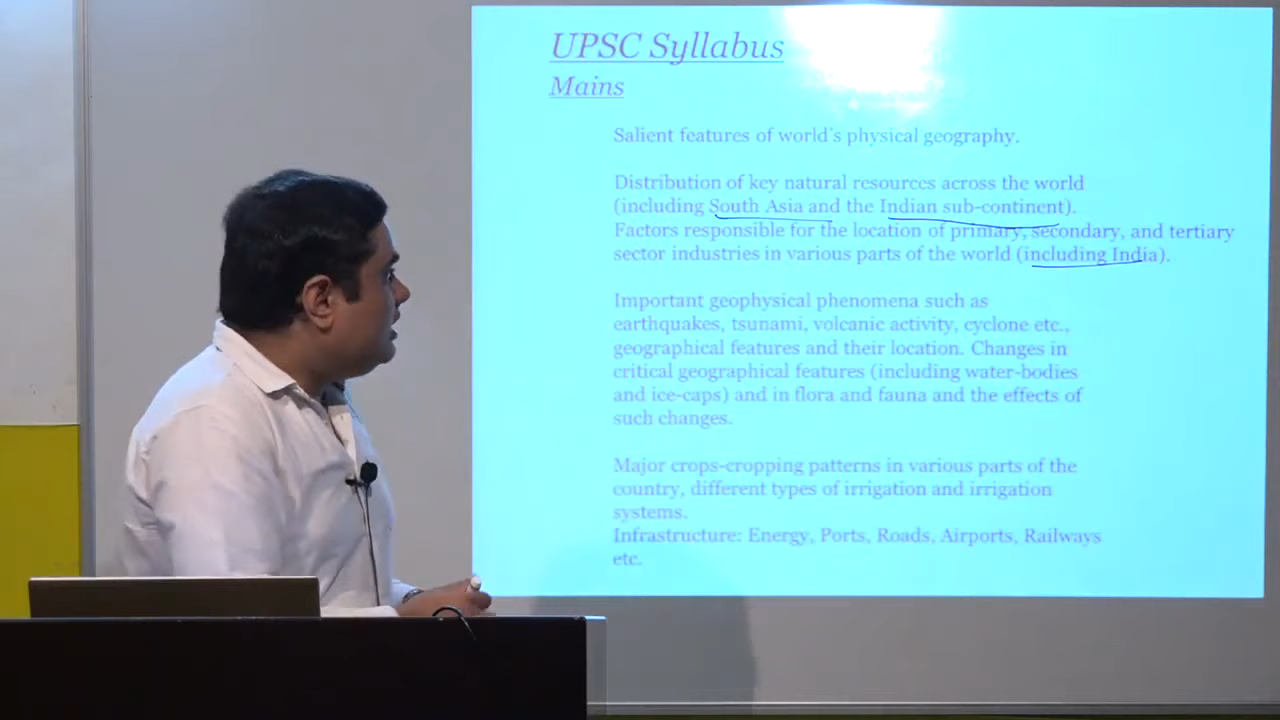 UPSC Syllabus
Mains
Salient features of world's physical geography.
Distribution of key natural resources across the world
(including South Asia and the Indian sub-continent).
Factors responsible for the location of primary, secondary, and tertiary
sector industries in various parts of the world (including India).
Important geophysical phenomena such as
earthquakes, tsunami, volcanic activity, cyclone etc.,
geographical features and their location. Changes in
critical geographical features (including water-bodies
and ice-caps) and in flora and fauna and the effects of
such changes.
Major crops-cropping patterns in various parts of the
country, different types of irrigation and irrigation
systems.
Infrastructure: Energy, Ports, Roads, Airports, Railways
etc.